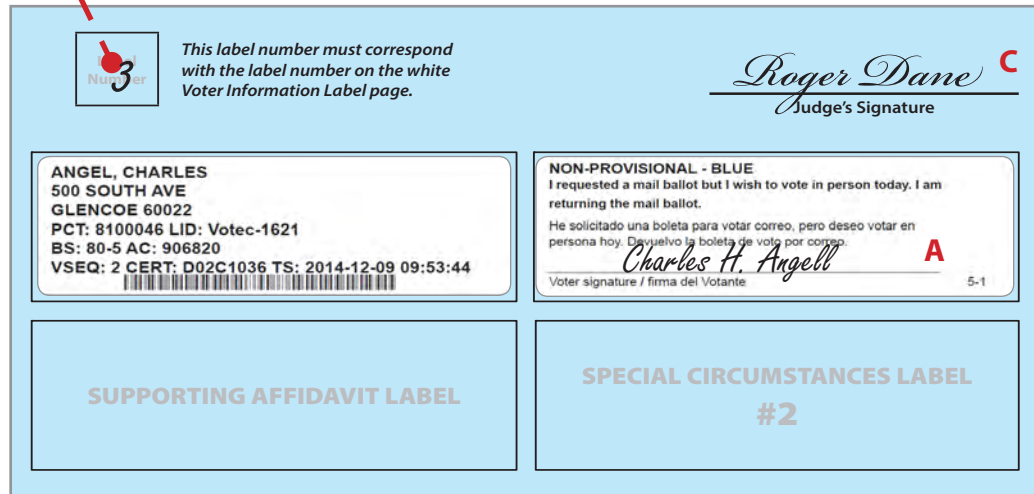 Label
Number
3
This label number must correspond
with the label number on the white
Voter Information Label page.
Roger Dane
C
Judge's Signature
ANGEL, CHARLES
500 SOUTH AVE
GLENCOE 60022
PCT: 8100046 LID: Votec-1621
BS: 80-5 AC: 906820
VSEQ: 2 CERT: D02C1036 TS: 2014-12-09 09:53:44
NON-PROVISIONAL - BLUE
I requested a mail ballot but I wish to vote in person today. I am
returning the mail ballot.
He solicitado una boleta para votar correo, pero deseo votar en
persona hoy. Devuelvo la boleta de voto por correo.
Charles H. Angell
A
Voter signature / firma del Votante
5-1
SUPPORTING AFFIDAVIT LABEL
SPECIAL CIRCUMSTANCES LABEL
#2